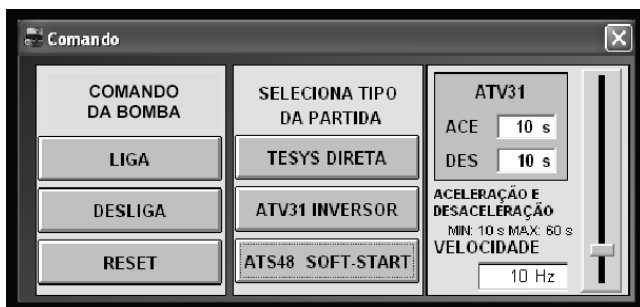 Comando
COMANDO
DA BOMBA
LIGA
DESLIGA
RESET
SELECIONA TIPO
DA PARTIDA
TESYS DIRETA
ATV31 INVERSOR
ATS48 SOFT-START
ATV31
ACE 10 s
DES 10 s
ACELERAÇÃO E
DESACELERAÇÃO
MIN: 10 s MAX: 60 s
VELOCIDADE
10 Hz